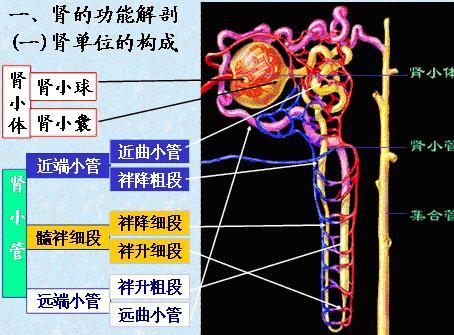 一、肾的功能解剖
(一)肾单位的构成
肾小体
肾小球
肾小囊
肾小管
近端小管
近曲小管
袢降粗段
髓袢细段
袢降细段
袢升细段
远端小管
袢升粗段
远曲小管
肾小体
肾小管
集合管